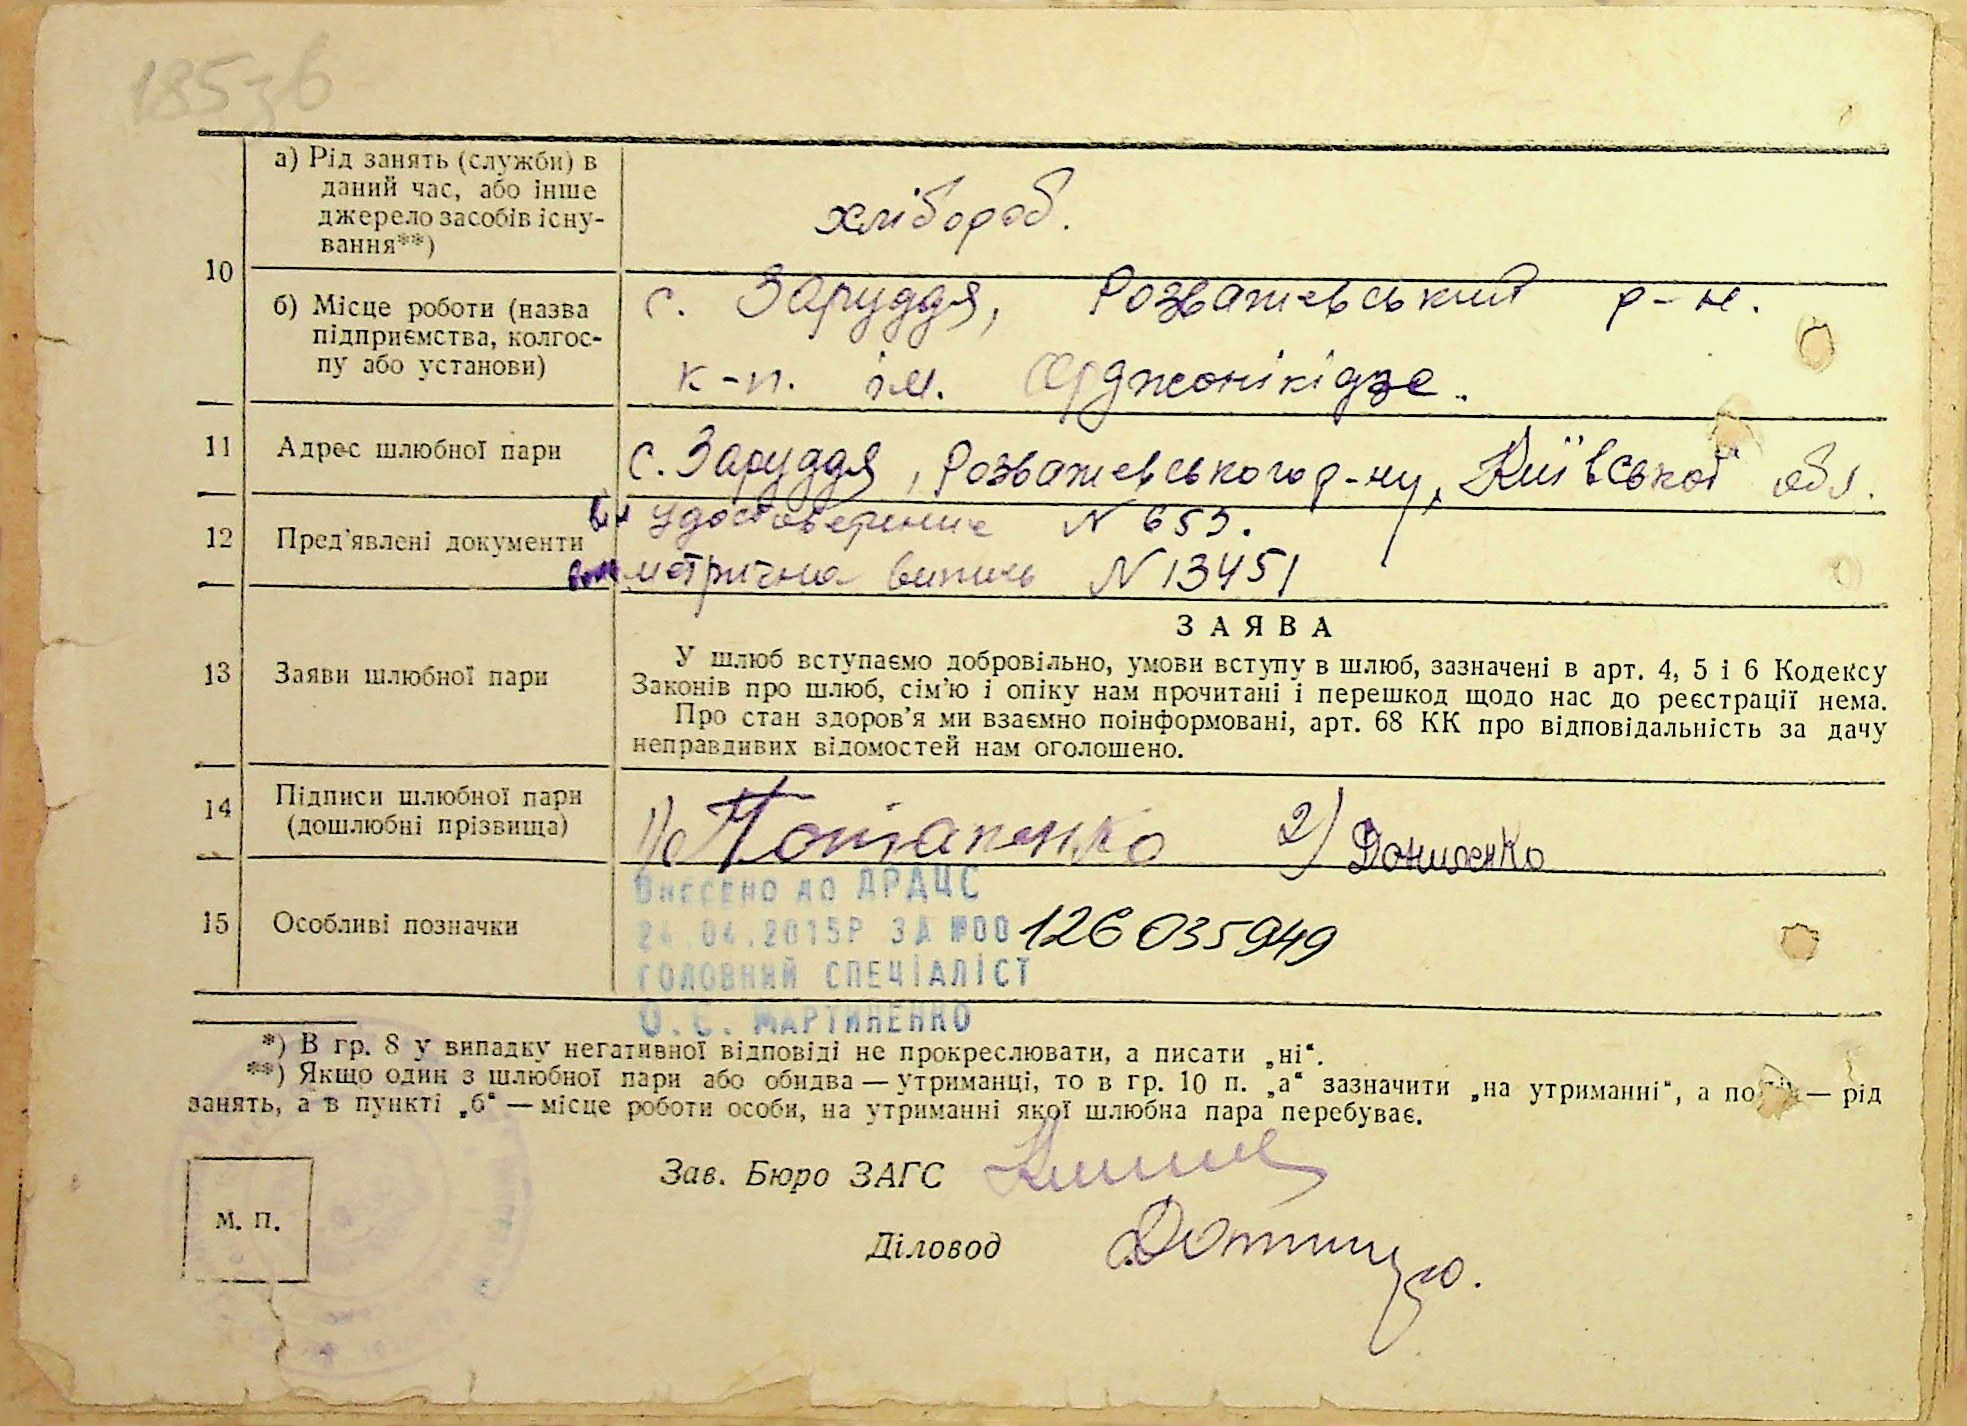 185зв
а) Рід занять (служби) в
даний час, або інше
джерело засобів існу-
вання**)
хлібороб.
10
б) Місце роботи (назва
підприємства, колгос-
пу або установи)
с. Заруддя, Розважевський р-н.
к-п. ім. Орджонікідзе.
11 Адрес шлюбної пари с. Заруддя, Розважевського р-ну, Київської обл.
12 Пред'явлені документи
він удостоверение N 653.
вона метрична випись N 13451
13 Заяви шлюбної пари
ЗАЯВА
У шлюб вступаємо добровільно, умови вступу в шлюб, зазначені в арт. 4, 5 і 6 Кодексу
Законів про шлюб, сім'ю і опіку нам прочитані і перешкод щодо нас до реєстрації нема.
Про стан здоров'я ми взаємно поінформовані, арт. 68 КК про відповідальність за дачу
неправдивих відомостей нам оголошено.
14 Підписи шлюбної пари
(дошлюбні прізвища)
1) Потапенко 2)
15 Особливі позначки
Внесено до ДРАЦС
24.04.2015Р ЗА №00126035949
ГОЛОВНИЙ СПЕЦІАЛІСТ
О.Є. МАРТИНЕНКО
*) В гр. 8 у випадку негативної відповіді не прокреслювати, а писати „ні“.
**) Якщо один з шлюбної пари або обидва — утриманці, то в гр. 10 п. „а“ зазначити „на утриманні“, а — рід
занять, а в пункті „б“ — місце роботи особи, на утриманні якої шлюбна пара перебуває.
Зав. Бюро ЗАГС
Діловод
М. П.